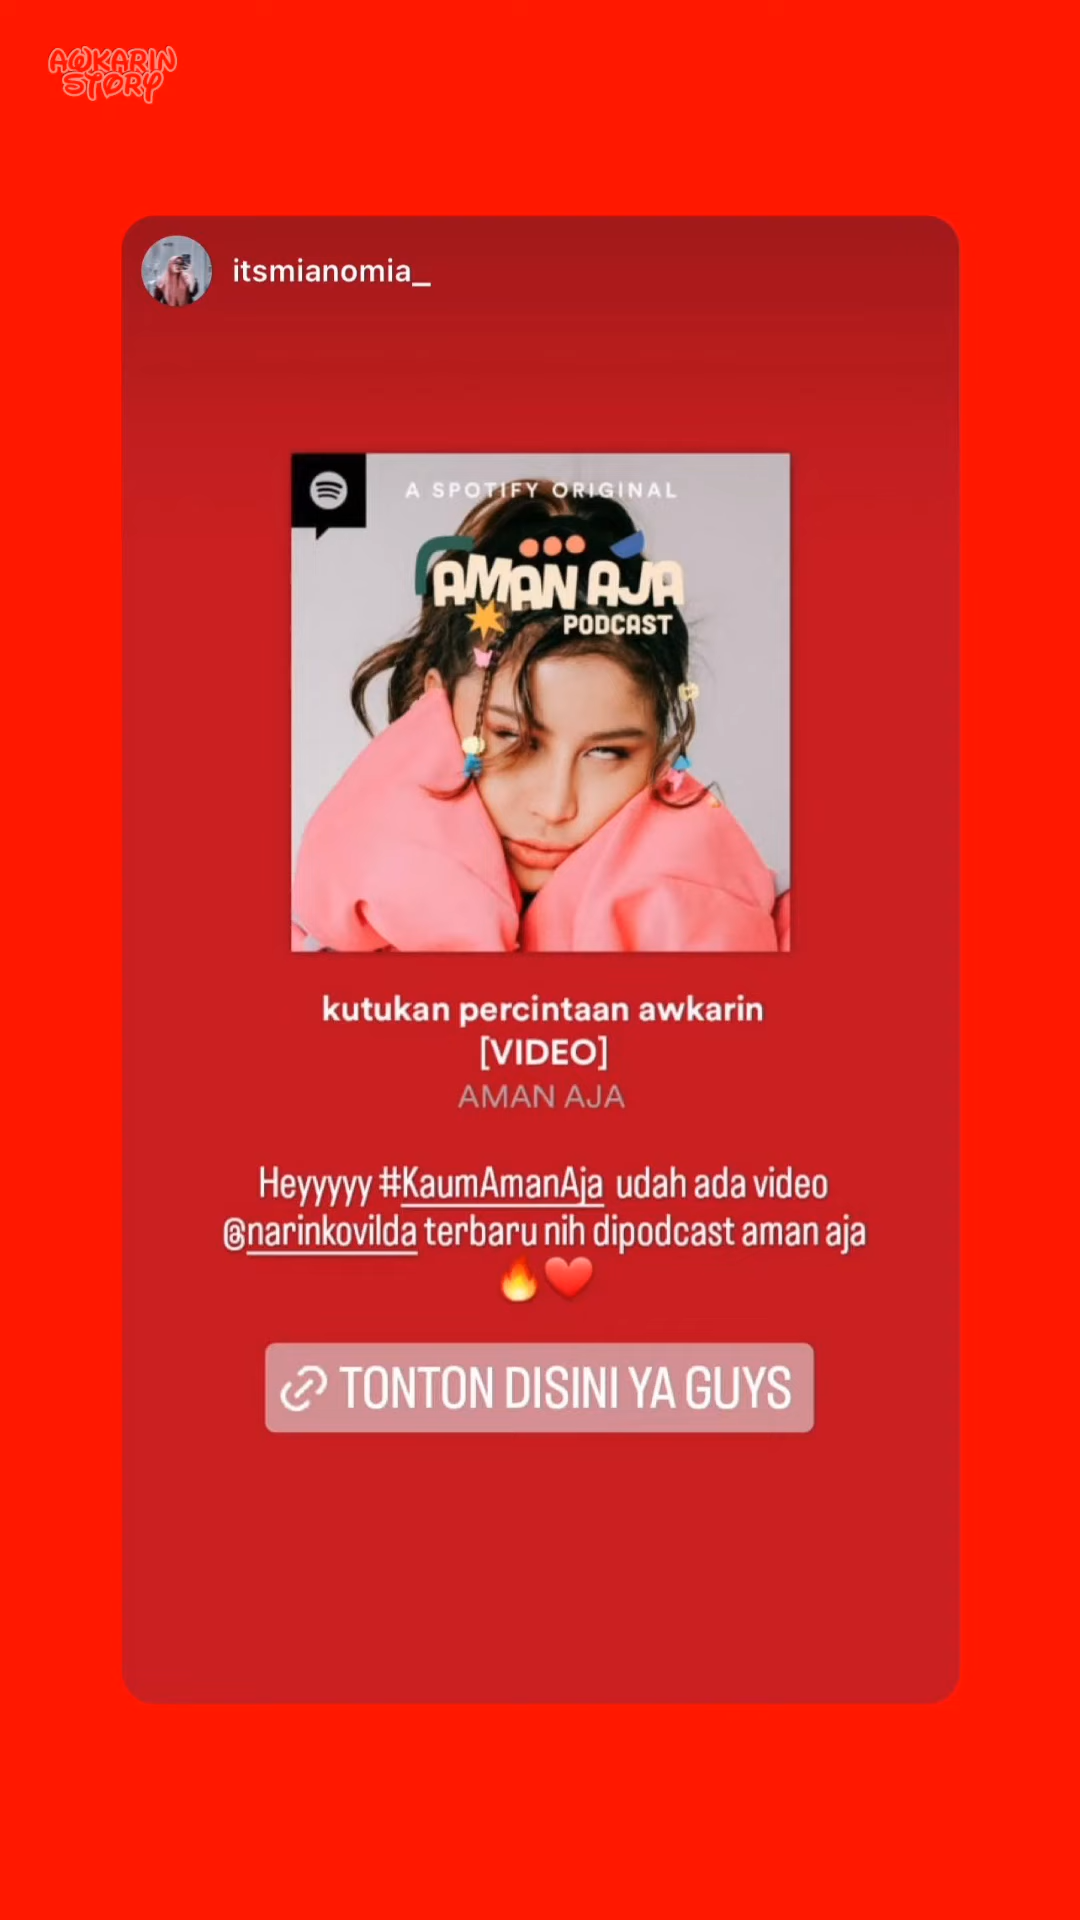 AWKARIN
STORY
itsmianomia_
A SPOTIFY ORIGINAL
AMAN AJA
PODCAST
kutukan percintaan awkarin
[VIDEO]
AMAN AJA
Heyyyyy #KaumAmanAja udah ada video
@narinkovilda terbaru nih dipodcast aman aja
🔥❤️
TONTON DISINI YA GUYS